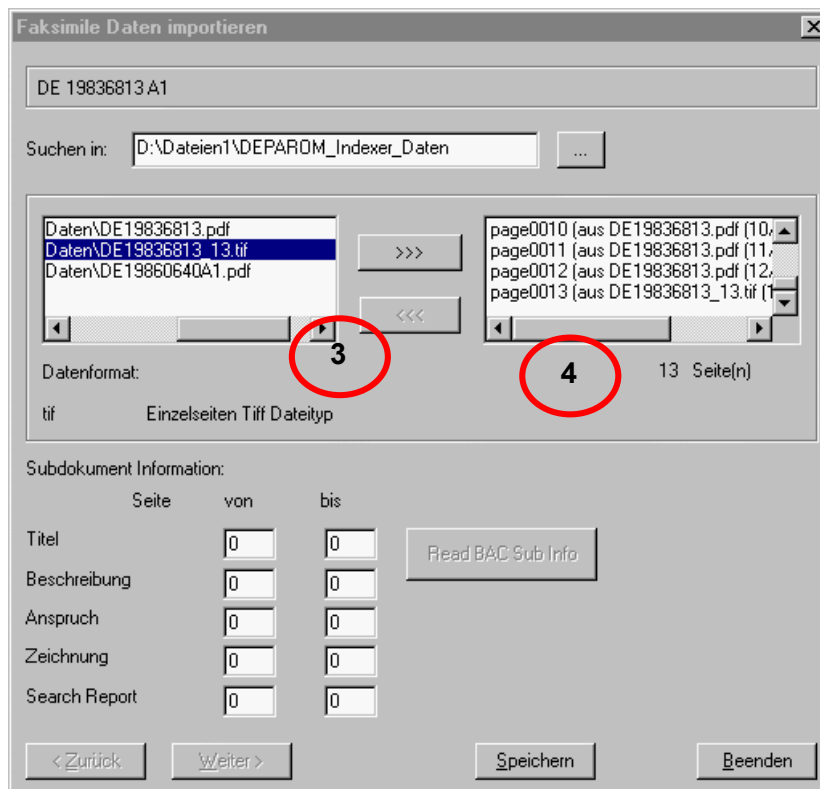 Faksimile Daten importieren
DE 19836813 A1
Suchen in: D:\Dateien1\DEPAROM_Indexer_Daten ...
Daten\DE19836813.pdf
Daten\DE19836813_13.tif
Daten\DE19860640A1.pdf
>>>
<<<
page0010 (aus DE19836813.pdf (10,
page0011 (aus DE19836813.pdf (11,
page0012 (aus DE19836813.pdf (12,
page0013 (aus DE19836813_13.tif (1
3
4
Datenformat:
13 Seite(n)
tif Einzelseiten Tiff Dateityp
Subdokument Information:
Seite von bis
Titel 0 0
Read BAC Sub Info
Beschreibung 0 0
Anspruch 0 0
Zeichnung 0 0
Search Report 0 0
< Zurück Weiter > Speichern Beenden